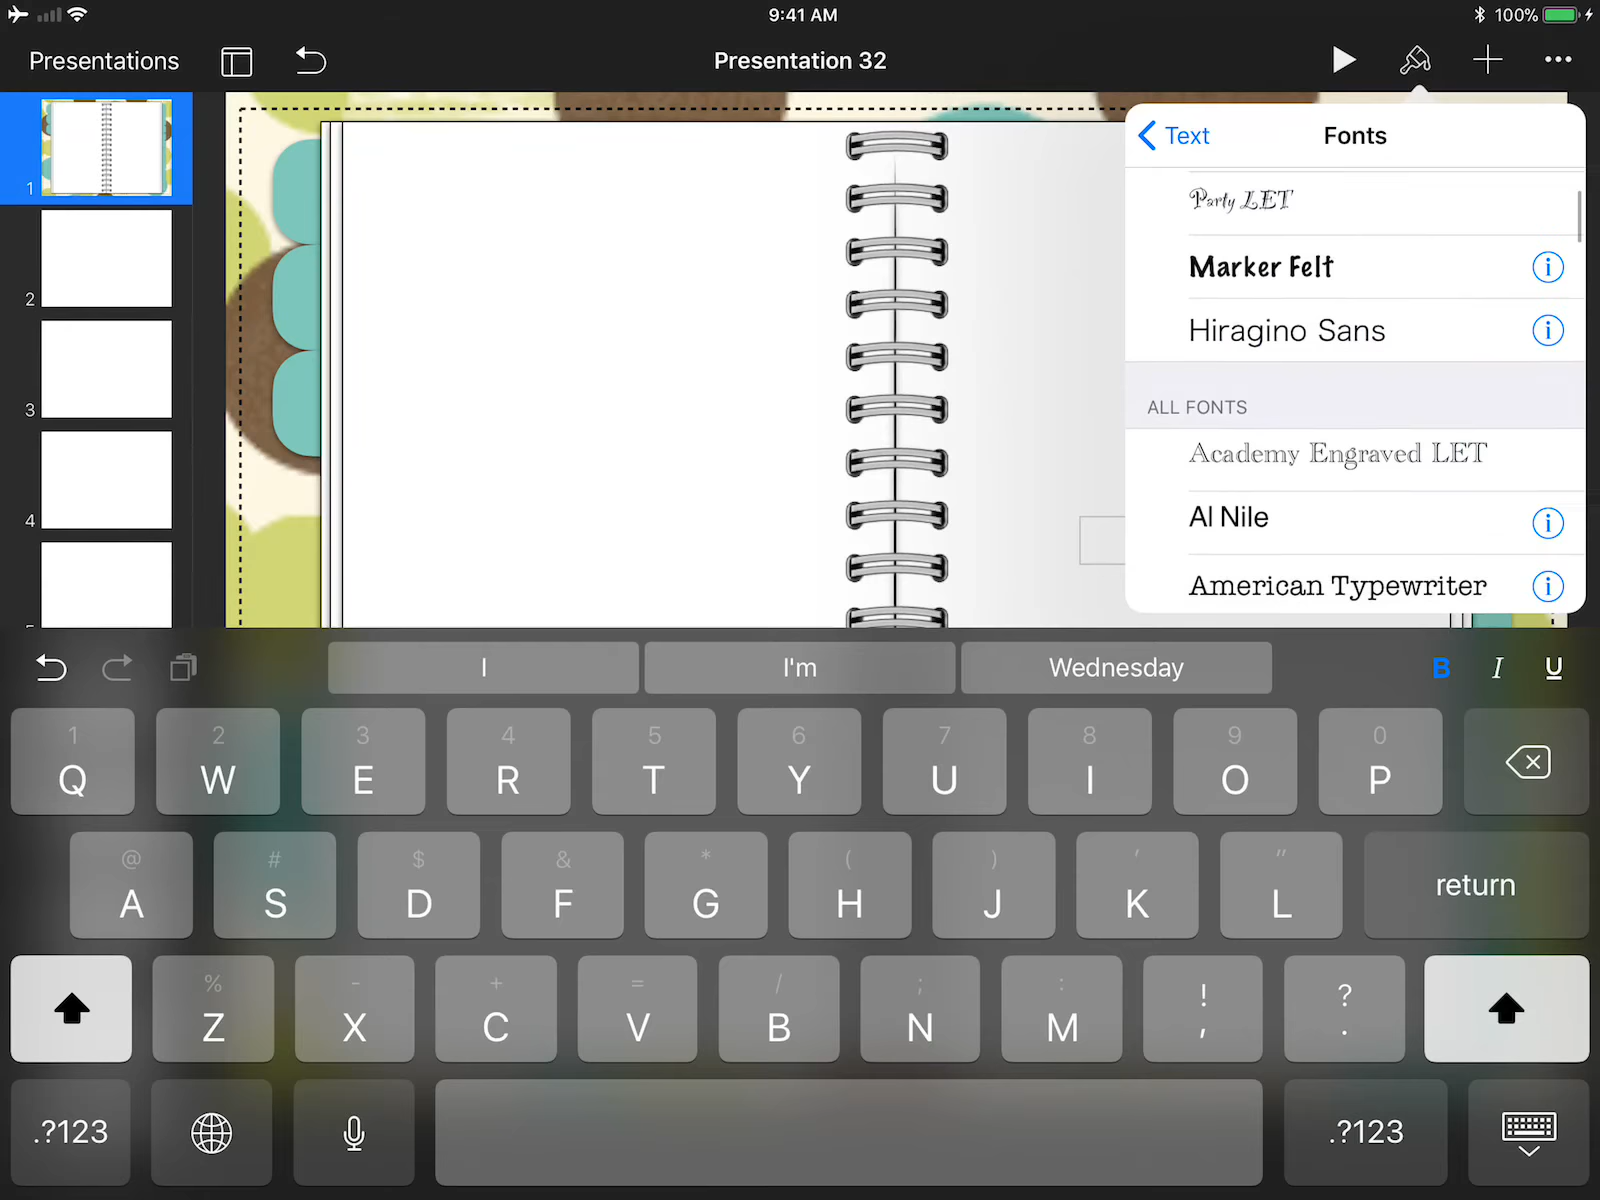 9:41 AM
100%
Presentations
Presentation 32
1
2
3
4
Text
Fonts
Party LET
Marker Felt
Hiragino Sans
ALL FONTS
Academy Engraved LET
Al Nile
American Typewriter
I
I'm
Wednesday
B I U
1 2 3 4 5 6 7 8 9 0
Q W E R T Y U I O P
@ # $ & * ( ) ' "
A S D F G H J K L
return
% - + = / ; : ! ?
Z X C V B N M , .
.?123
.?123